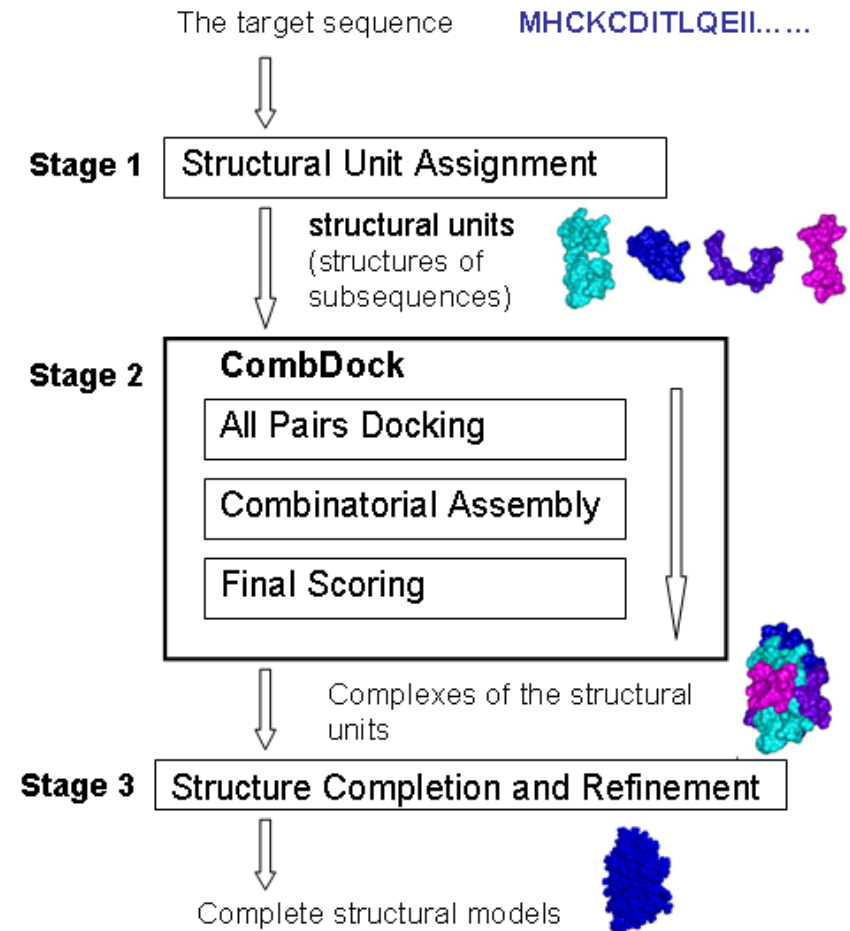 The target sequence MHCKCDITLQEII......
Stage 1 Structural Unit Assignment
structural units
(structures of
subsequences)
Stage 2
CombDock
All Pairs Docking
Combinatorial Assembly
Final Scoring
Complexes of the structural
units
Stage 3 Structure Completion and Refinement
Complete structural models